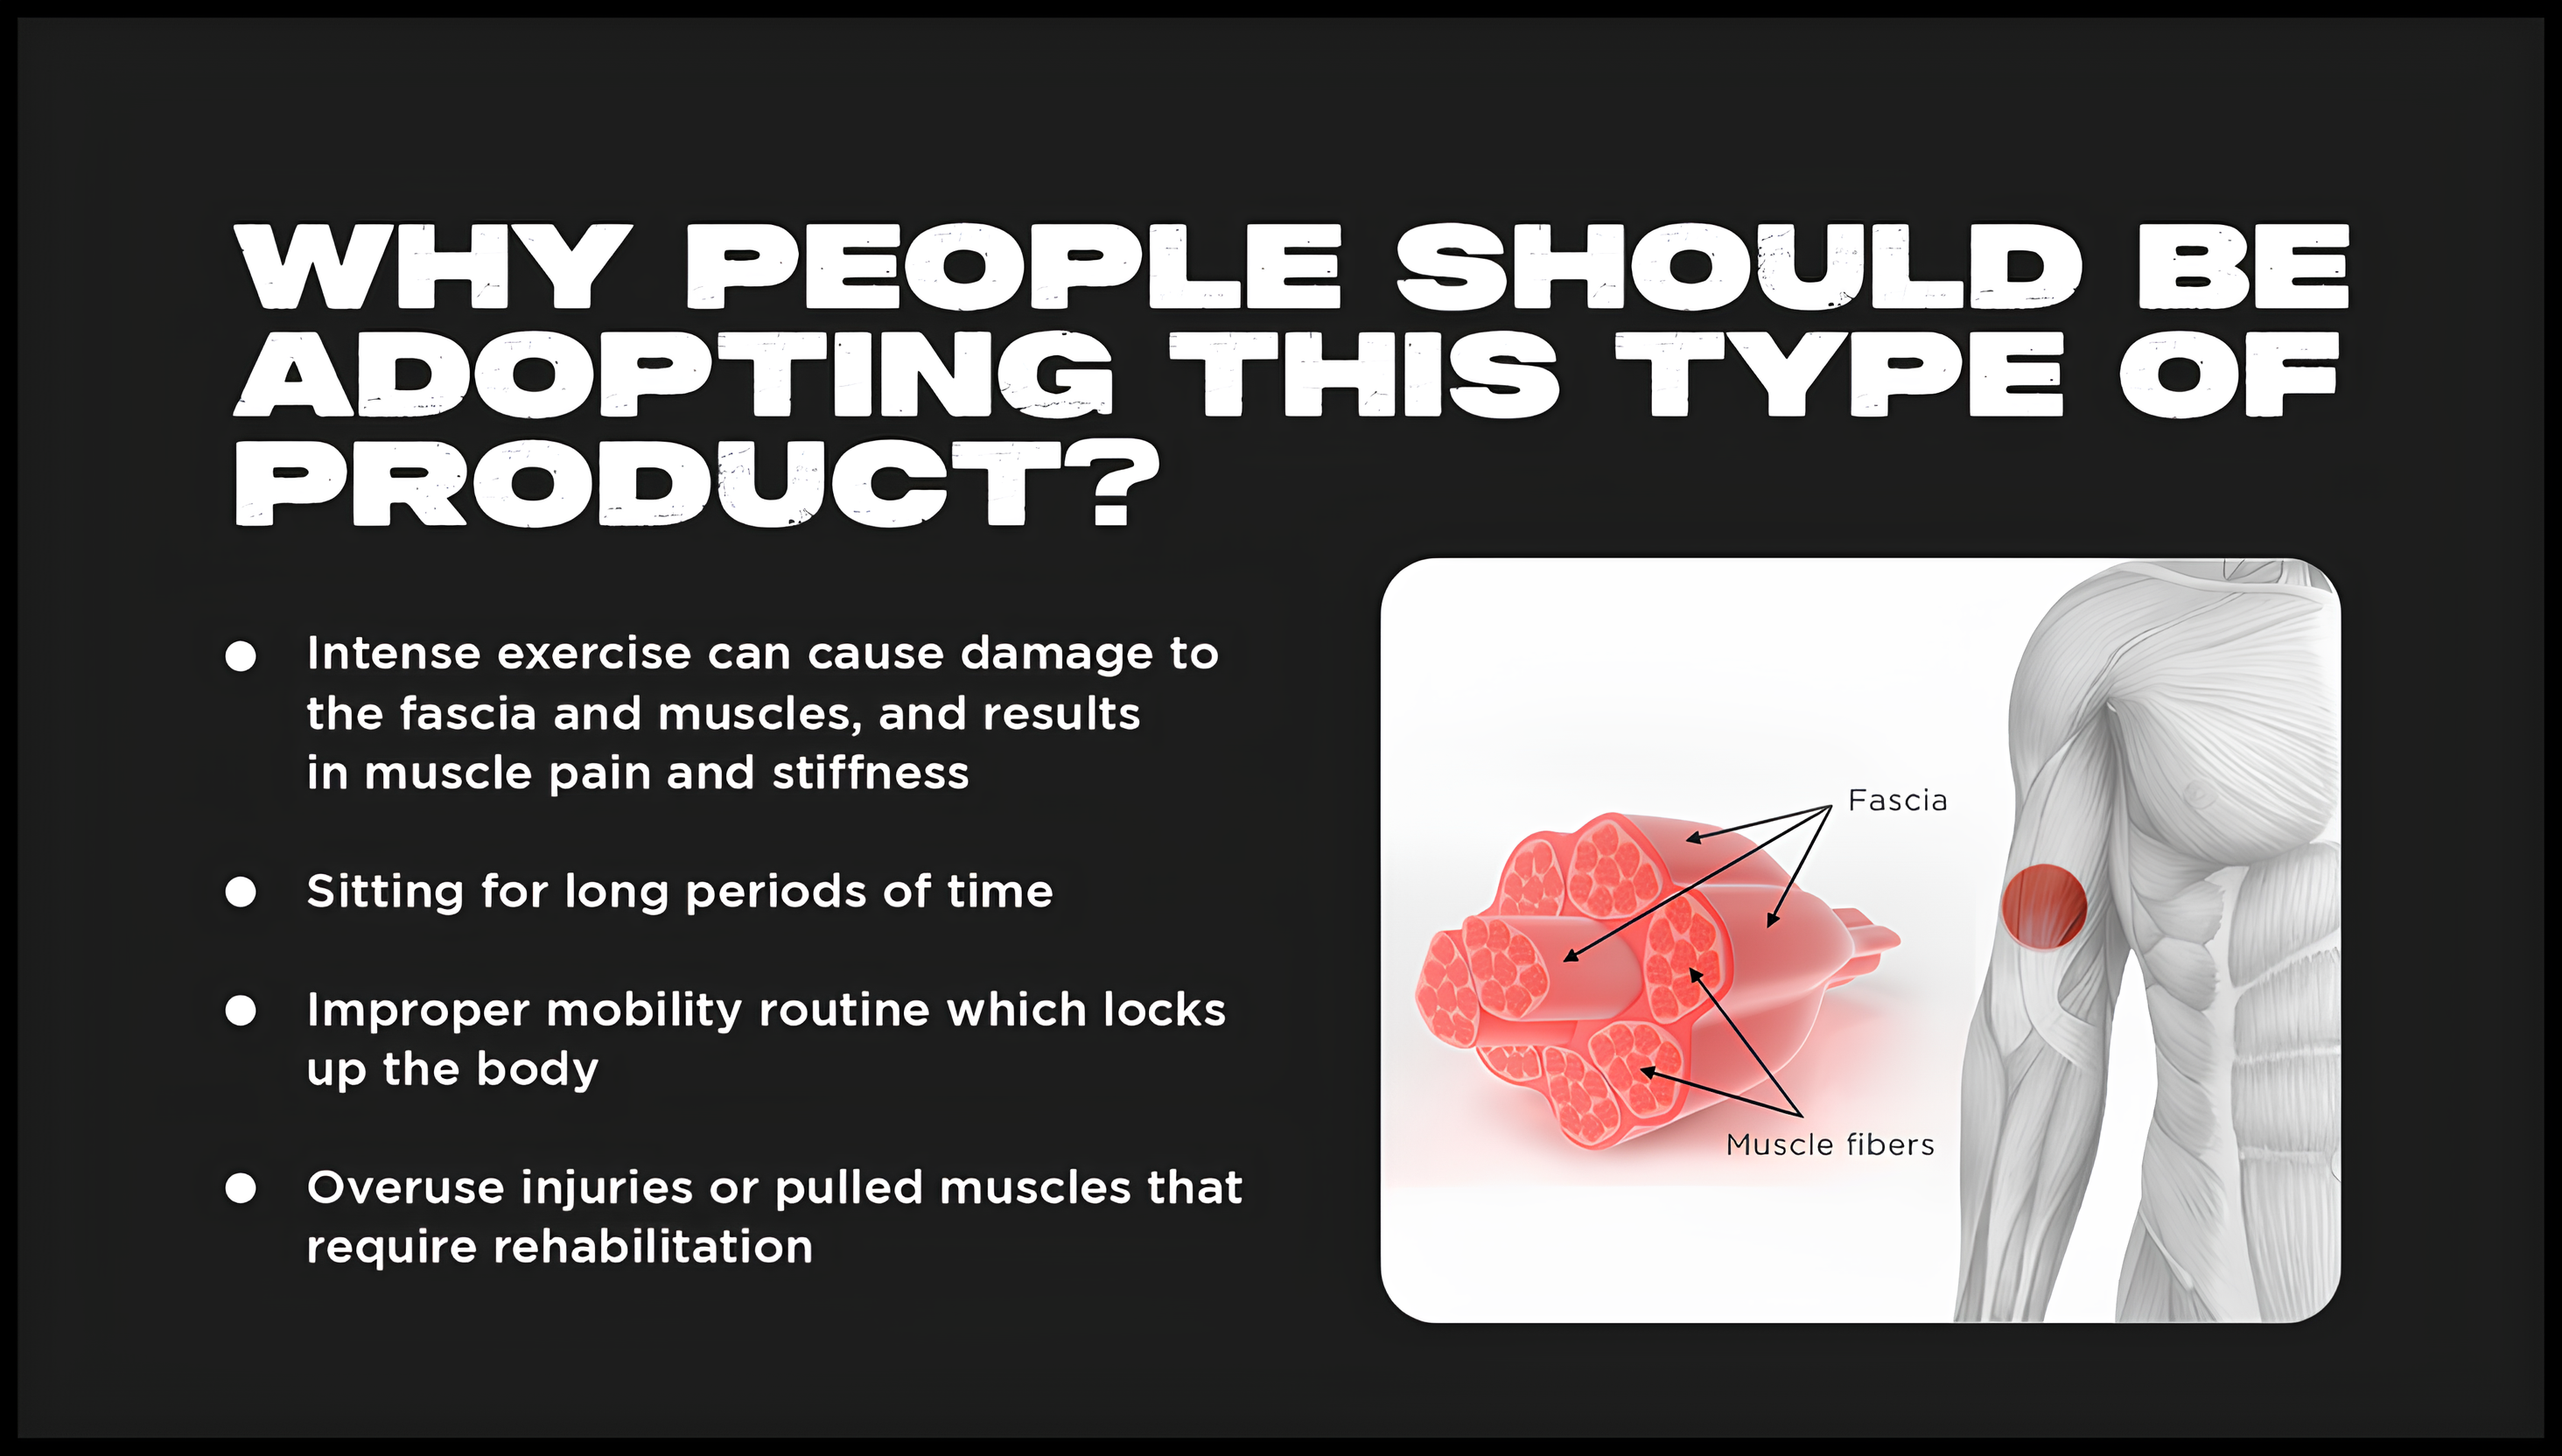 WHY PEOPLE SHOULD BE
ADOPTING THIS TYPE OF
PRODUCT?
Intense exercise can cause damage to
the fascia and muscles, and results
in muscle pain and stiffness
Sitting for long periods of time
Improper mobility routine which locks
up the body
Overuse injuries or pulled muscles that
require rehabilitation
Fascia
Muscle fibers